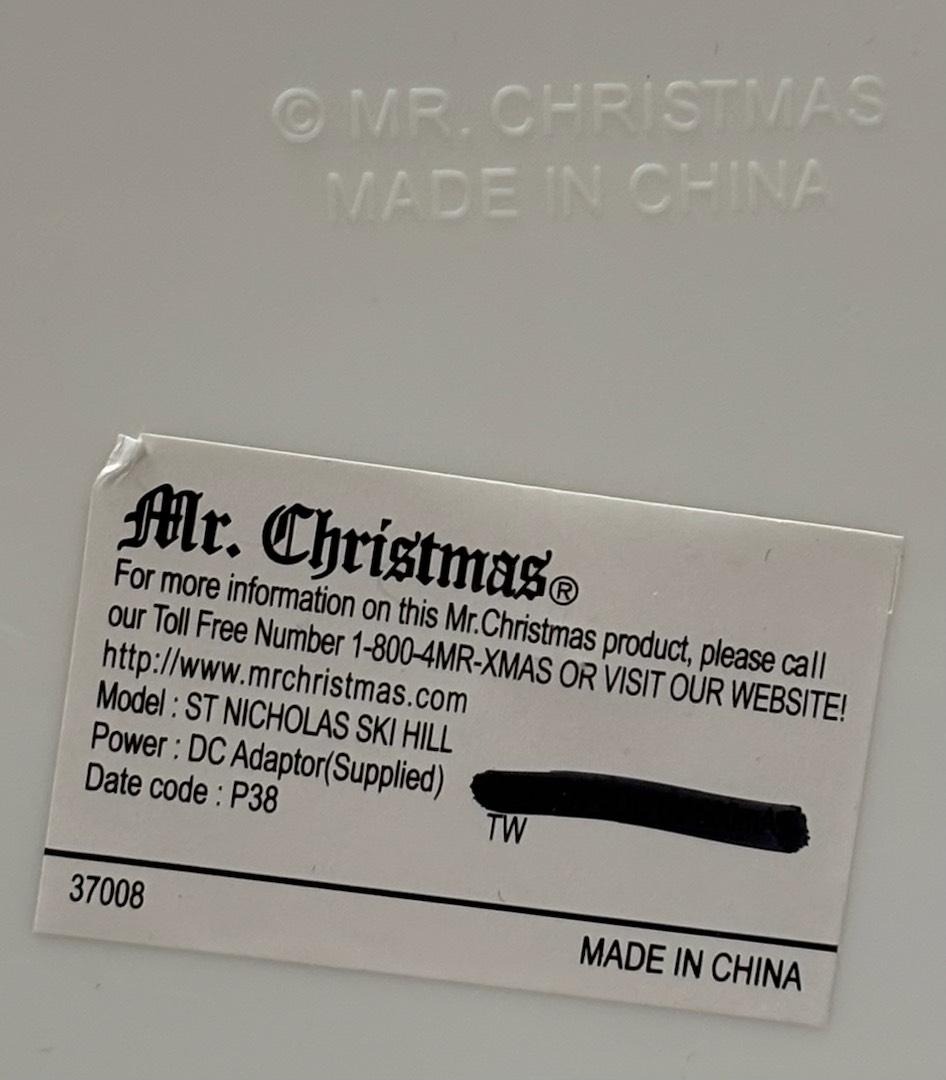 © MR. CHRISTMAS
MADE IN CHINA
Mr. Christmas®
For more information on this Mr.Christmas product, please call
our Toll Free Number 1-800-4MR-XMAS OR VISIT OUR WEBSITE!
http://www.mrchristmas.com
Model : ST NICHOLAS SKI HILL
Power : DC Adaptor(Supplied)
Date code : P38
TW
37008
MADE IN CHINA